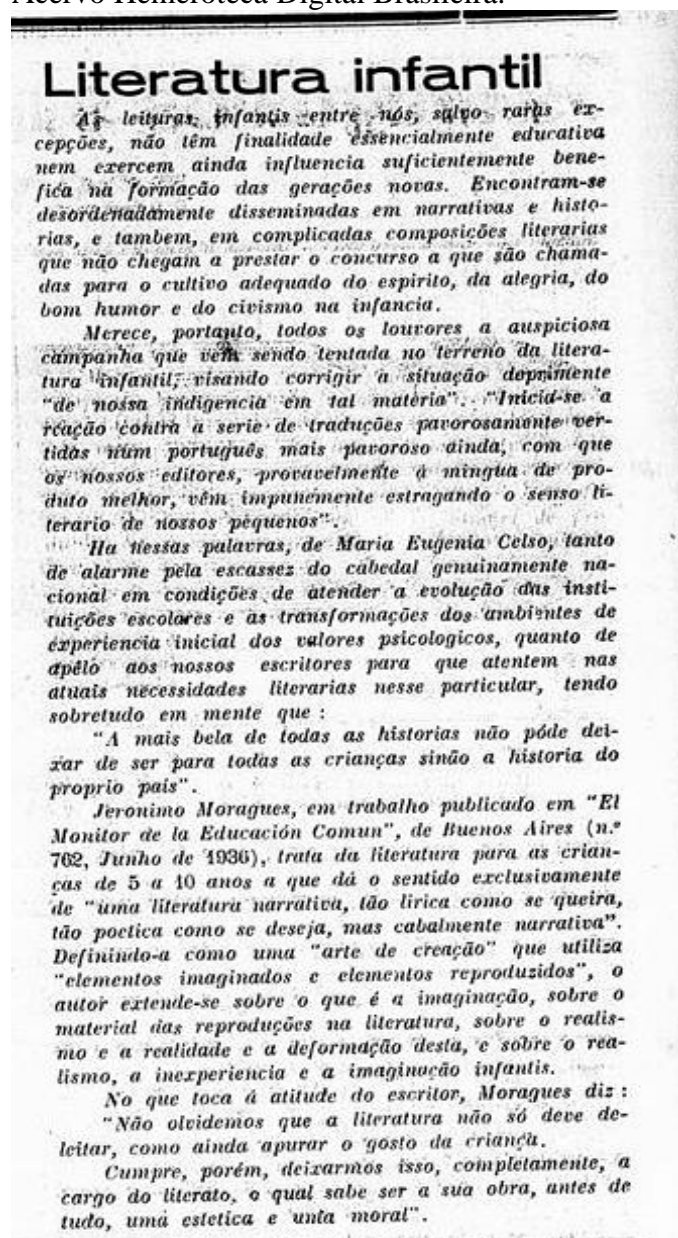 Acervo Hemeroteca Digital Brasileira.
Literatura infantil
As leituras infantis entre nós, salvo raras ex-
cepções, não têm finalidade essencialmente educativa
nem exercem ainda influencia suficientemente bene-
fica na formação das gerações novas. Encontram-se
desordenadamente disseminadas em narrativas e histo-
rias, e tambem, em complicadas composições literarias
que não chegam a prestar o concurso a que são chama-
das para o cultivo adequado do espirito, da alegria, do
bom humor e do civismo na infancia.
Merece, portanto, todos os louvores a auspiciosa
campanha que vem sendo tentada no terreno da litera-
tura infantil, visando corrigir a situação deprimente
"de nossa indigencia em tal materia". "Inicia-se a
reação contra a serie de traduções pavorosamente ver-
tidas num português mais pavoroso ainda, com que
os nossos editores, provavelmente á mingua de pro-
duto melhor, vêm impunemente estragando o senso li-
terario de nossos pequenos".
Ha nessas palavras, de Maria Eugenia Celso, tanto
de alarme pela escassez do cabedal genuinamente na-
cional em condições de atender a evolução das insti-
tuições escolares e ás transformações dos ambientes de
experiencia inicial dos valores psicologicos, quanto de
apêlo aos nossos escritores para que atentem nas
atuais necessidades literarias nesse particular, tendo
sobretudo em mente que :
"A mais bela de todas as historias não póde dei-
xar de ser para todas as crianças sinão a historia do
proprio pais".
Jeronimo Moragues, em trabalho publicado em "El
Monitor de la Educación Comun", de Buenos Aires (n.º
762, Junho de 1936), trata da literatura para as crian-
ças de 5 a 10 anos a que dá o sentido exclusivamente
de "uma literatura narrativa, tão lirica como se queira,
tão poetica como se deseja, mas cabalmente narrativa".
Definindo-a como uma "arte de creação" que utiliza
"elementos imaginados e elementos reproduzidos", o
autor extende-se sobre o que é a imaginação, sobre o
material das reproduções na literatura, sobre o realis-
mo e a realidade e a deformação desta, e sobre o rea-
lismo, a inexperiencia e a imaginação infantis.
No que toca á atitude do escritor, Moragues diz :
"Não olvidemos que a literatura não só deve de-
leitar, como ainda apurar o gosto da criança.
Cumpre, porém, deixarmos isso, completamente, a
cargo do literato, o qual sabe ser a sua obra, antes de
tudo, uma estetica e uma moral".